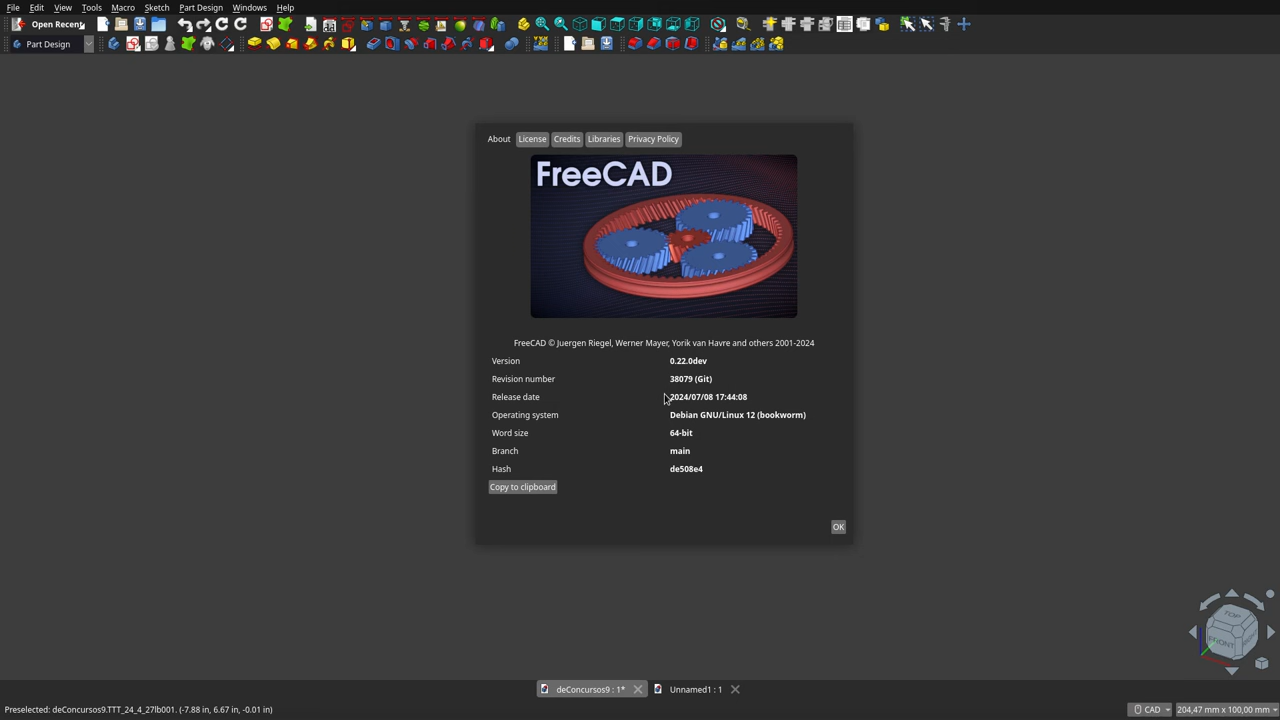 File Edit View Tools Macro Sketch Part Design Windows Help
Open Recent
Part Design
About License Credits Libraries Privacy Policy
FreeCAD
FreeCAD © Juergen Riegel, Werner Mayer, Yorik van Havre and others 2001-2024
Version 0.22.0dev
Revision number 38079 (Git)
Release date 2024/07/08 17:44:08
Operating system Debian GNU/Linux 12 (bookworm)
Word size 64-bit
Branch main
Hash de508e4
Copy to clipboard
OK
TOP
FRONT
deConcursos9 : 1* Unnamed1 : 1
Preselected: deConcursos9.TTT_24_4_27lb001. (-7.88 in, 6.67 in, -0.01 in) CAD 204,47 mm x 100,00 mm